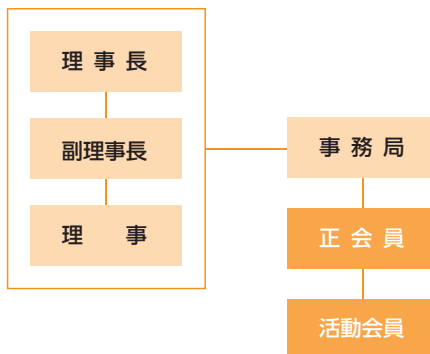 理事長
副理事長
理　事
事務局
正会員
活動会員